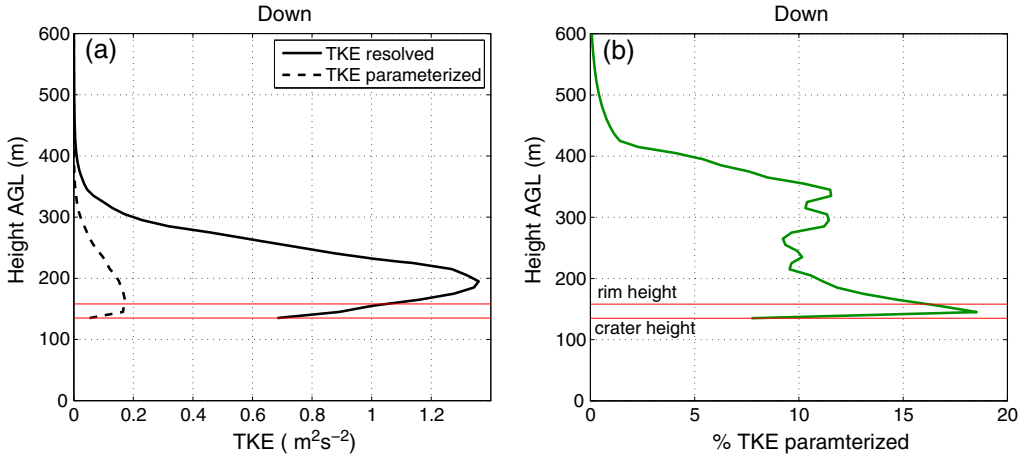 Down
(a)
TKE resolved
TKE parameterized
600
500
400
300
200
100
0
Height AGL (m)
0 0.2 0.4 0.6 0.8 1 1.2
TKE ( m²s⁻²)
Down
(b)
600
500
400
300
200
100
0
Height AGL (m)
rim height
crater height
0 5 10 15 20
% TKE paramterized